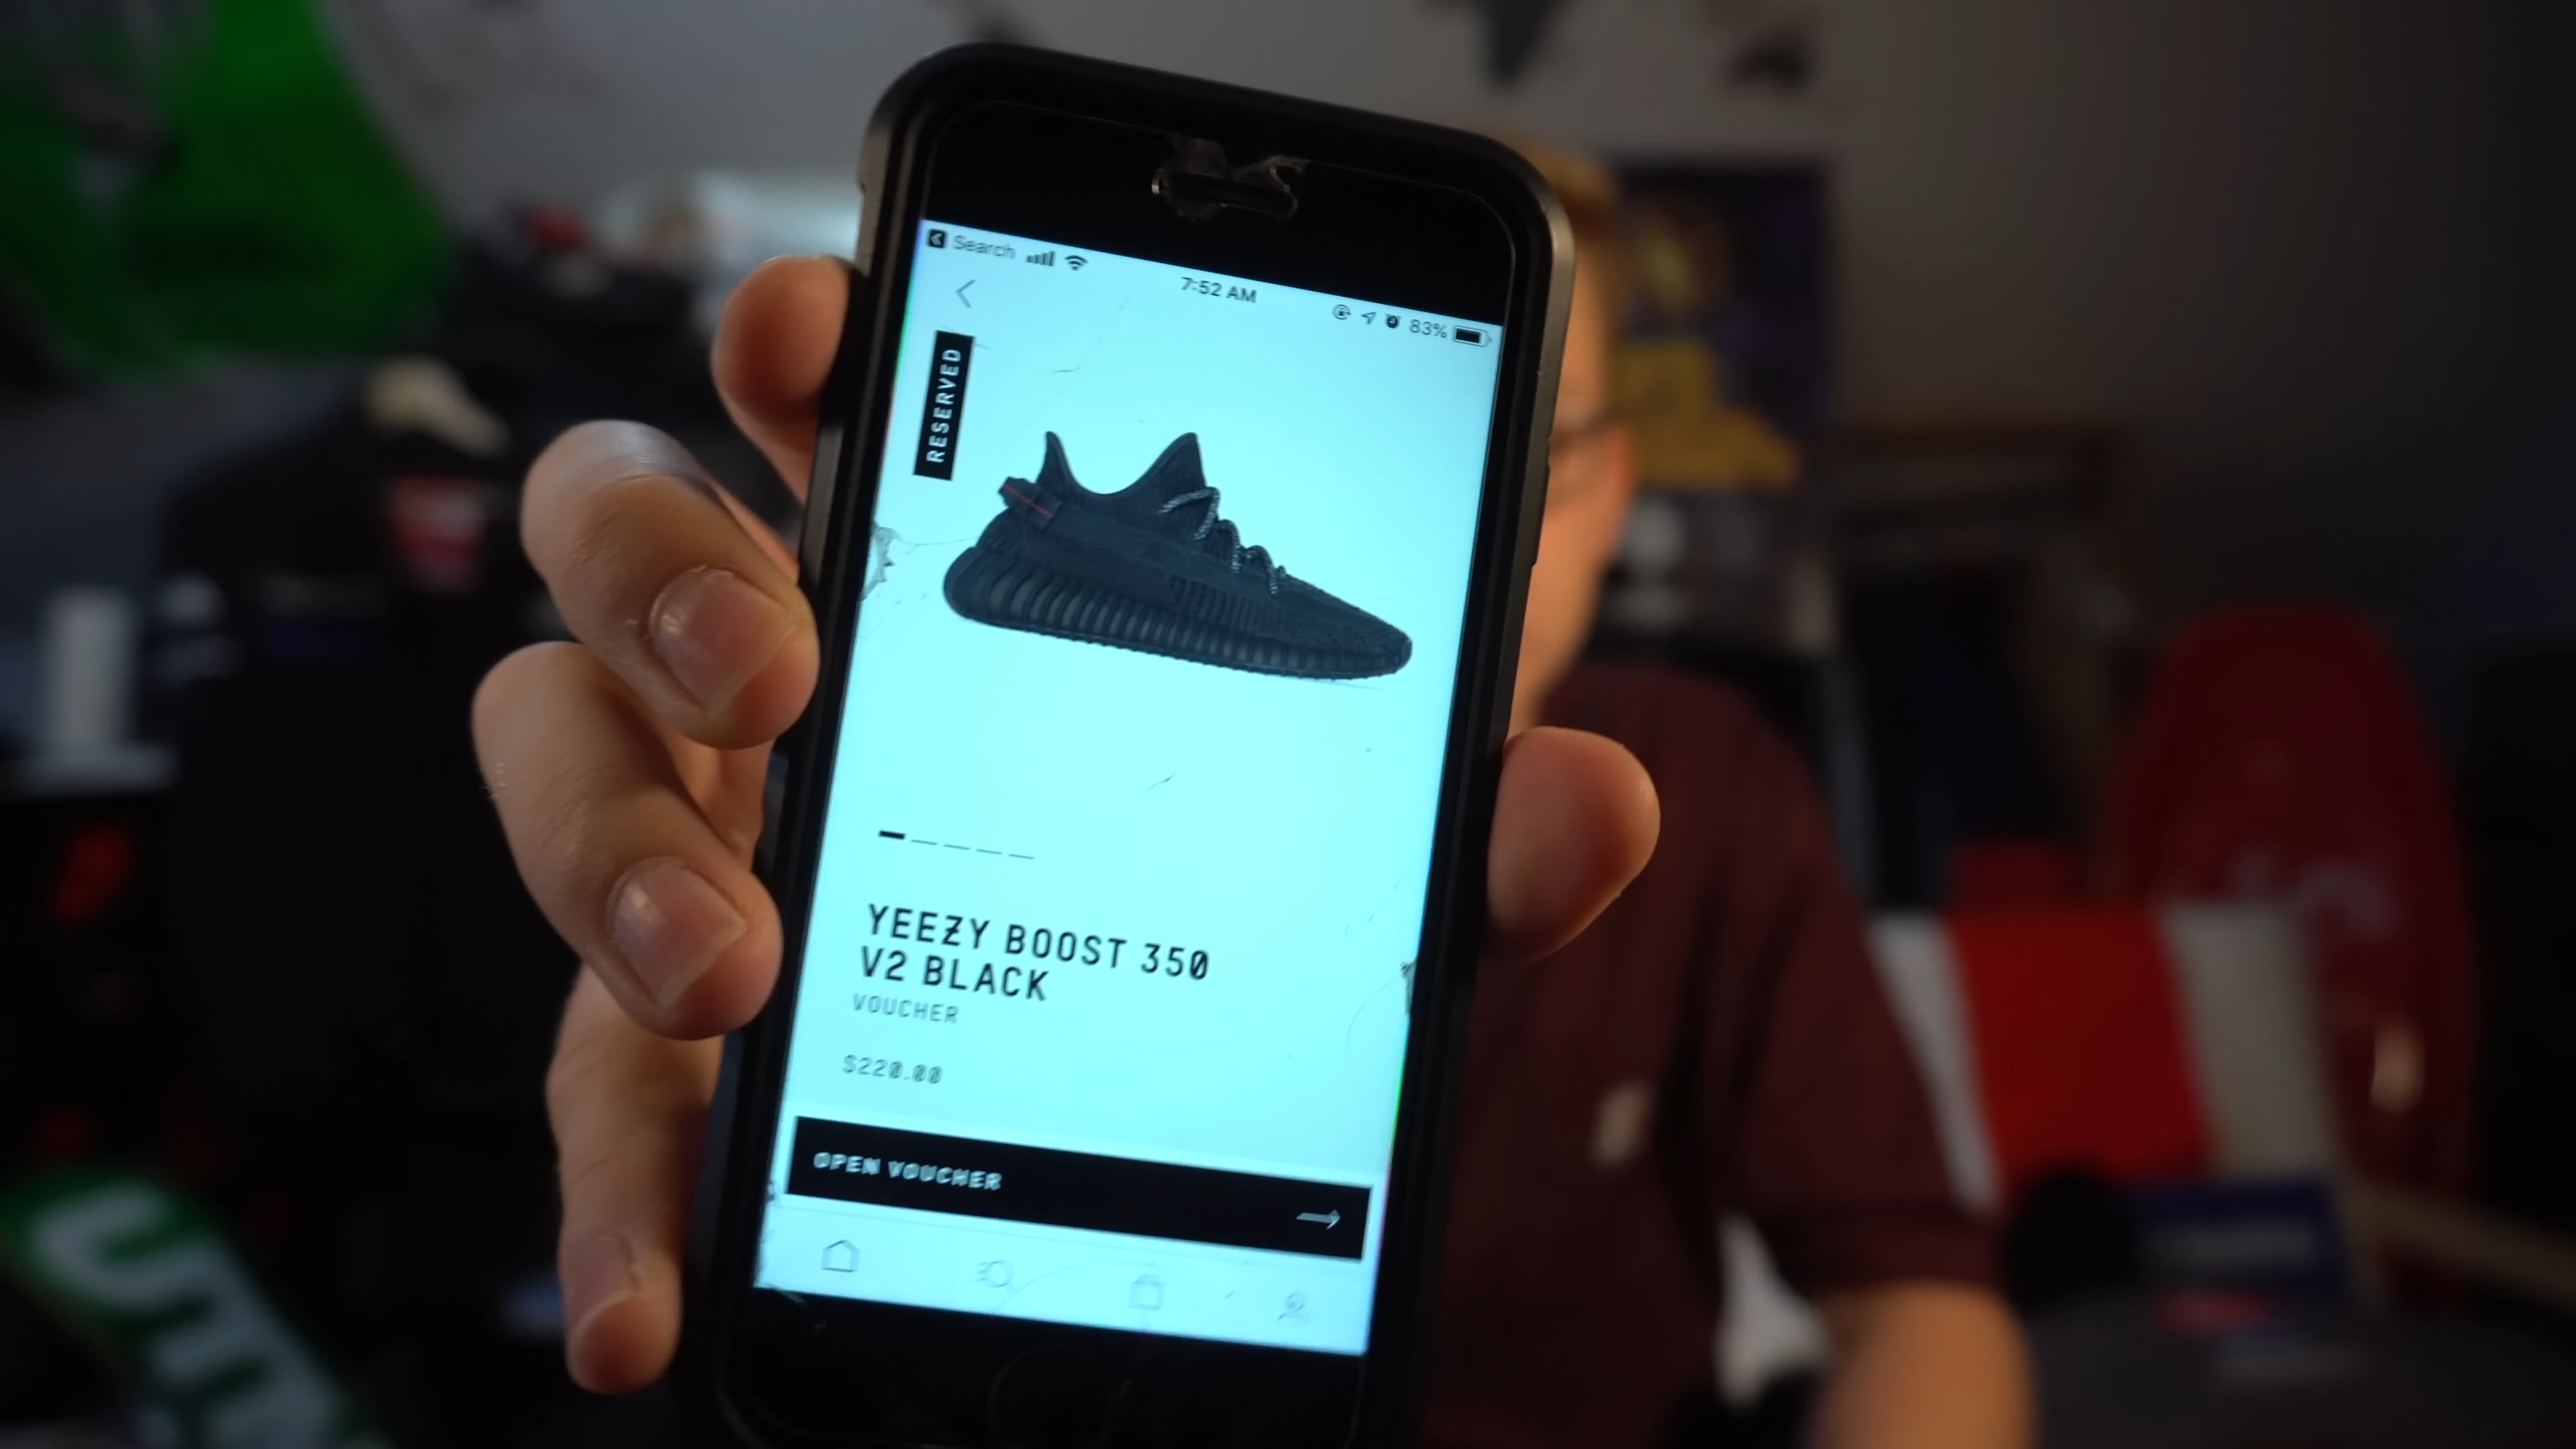 Search
7:52 AM
83%
RESERVED
YEEZY BOOST 350
V2 BLACK
VOUCHER
$220.00
OPEN VOUCHER